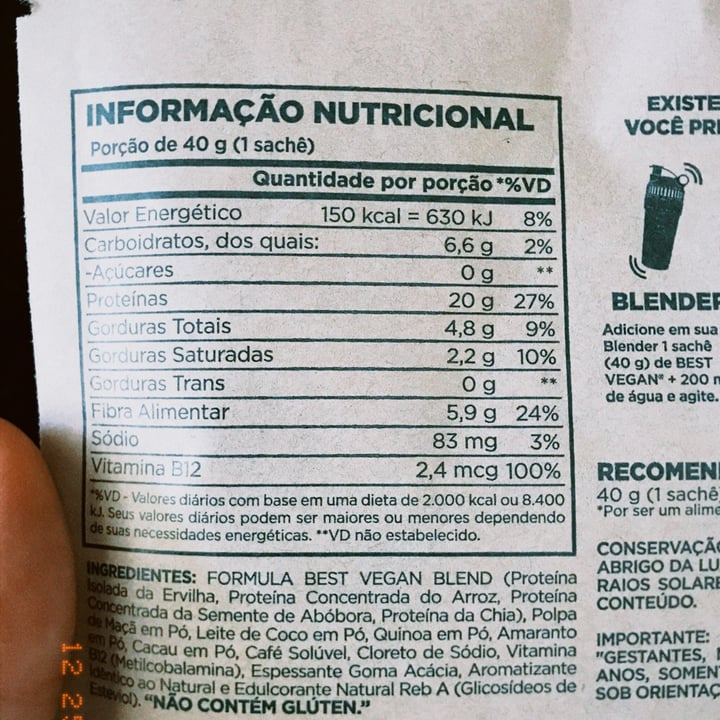 INFORMAÇÃO NUTRICIONAL
Porção de 40 g (1 sachê)
Quantidade por porção *%VD
Valor Energético 150 kcal = 630 kJ 8%
Carboidratos, dos quais: 6,6 g 2%
-Açúcares 0 g **
Proteínas 20 g 27%
Gorduras Totais 4,8 g 9%
Gorduras Saturadas 2,2 g 10%
Gorduras Trans 0 g **
Fibra Alimentar 5,9 g 24%
Sódio 83 mg 3%
Vitamina B12 2,4 mcg 100%
*%VD - Valores diários com base em uma dieta de 2.000 kcal ou 8.400
kJ. Seus valores diários podem ser maiores ou menores dependendo
de suas necessidades energéticas. **VD não estabelecido.
INGREDIENTES: FORMULA BEST VEGAN BLEND (Proteína
Isolada da Ervilha, Proteína Concentrada do Arroz, Proteína
Concentrada da Semente de Abóbora, Proteína da Chia), Polpa
de Maçã em Pó, Leite de Coco em Pó, Quinoa em Pó, Amaranto
em Pó, Cacau em Pó, Café Solúvel, Cloreto de Sódio, Vitamina
B12 (Metilcobalamina), Espessante Goma Acácia, Aromatizante
Idêntico ao Natural e Edulcorante Natural Reb A (Glicosídeos de
Esteviol). "NÃO CONTÉM GLÚTEN."
EXISTE
VOCÊ PR
BLENDER
Adicione em sua
Blender 1 sachê
(40 g) de BEST
VEGAN® + 200 m
de água e agite.
RECOMEN
40 g (1 sachê
*Por ser um alime
CONSERVAÇÃ
ABRIGO DA LU
RAIOS SOLARE
CONTEÚDO.
IMPORTANTE:
"GESTANTES,
ANOS, SOMEN
SOB ORIENTAÇ
12 25